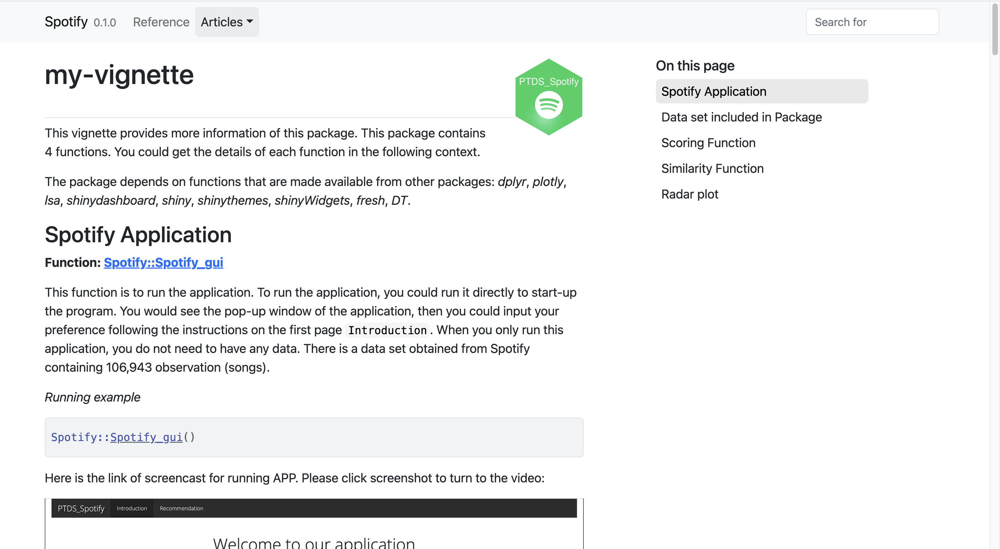 Spotify 0.1.0 Reference Articles
Search for
my-vignette
PTDS_Spotify
This vignette provides more information of this package. This package contains
4 functions. You could get the details of each function in the following context.
The package depends on functions that are made available from other packages: dplyr, plotly,
lsa, shinydashboard, shiny, shinythemes, shinyWidgets, fresh, DT.
Spotify Application
Function: Spotify::Spotify_gui
This function is to run the application. To run the application, you could run it directly to start-up
the program. You would see the pop-up window of the application, then you could input your
preference following the instructions on the first page Introduction. When you only run this
application, you do not need to have any data. There is a data set obtained from Spotify
containing 106,943 observation (songs).
Running example
Spotify::Spotify_gui()
Here is the link of screencast for running APP. Please click screenshot to turn to the video:
PTDS_Spotify Introduction Recommendation
Welcome to our application
On this page
Spotify Application
Data set included in Package
Scoring Function
Similarity Function
Radar plot